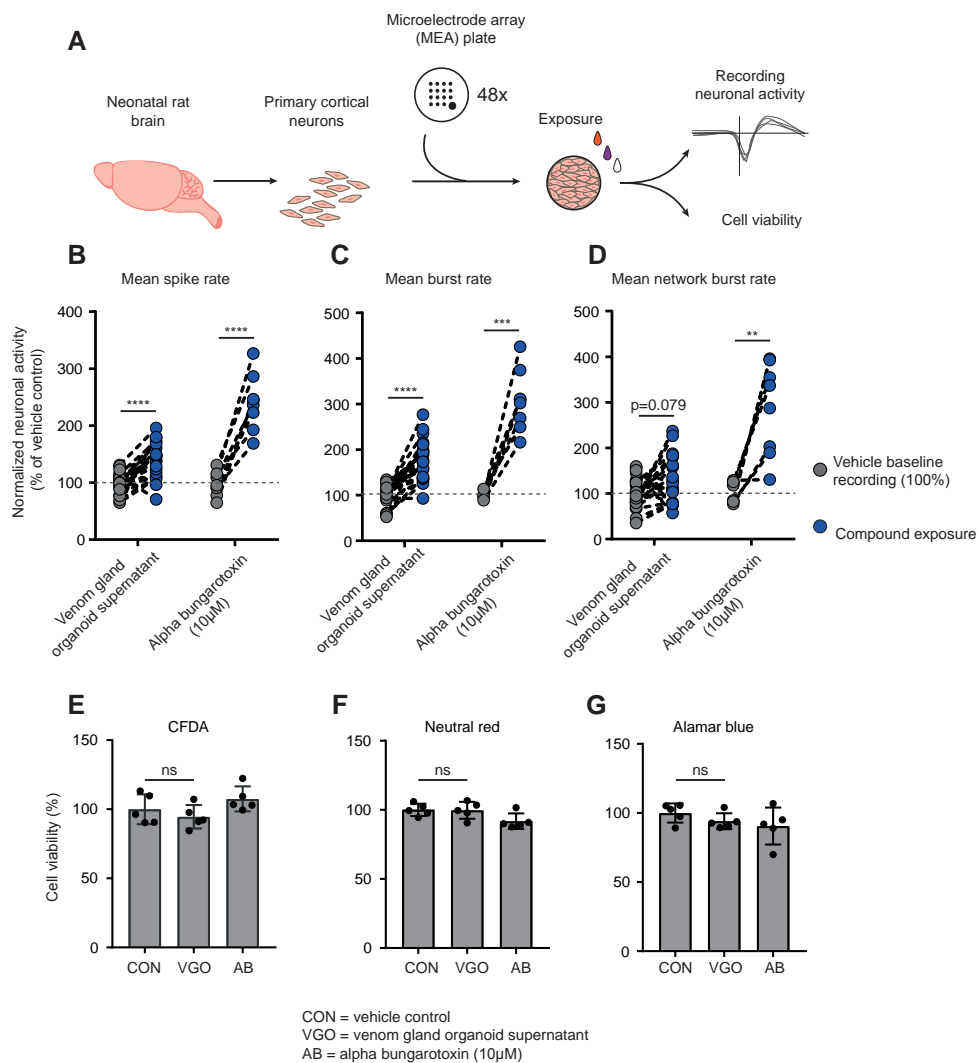 A
Microelectrode array
(MEA) plate
48x
Neonatal rat
brain
Primary cortical
neurons
Exposure
Recording
neuronal activity
Cell viability
B
Mean spike rate
C
Mean burst rate
D
Mean network burst rate
Normalized neuronal activity
(% of vehicle control)
400
300
200
100
0
****
****
Venom gland
organoid supernatant
Alpha bungarotoxin
(10µM)
500
400
300
200
100
0
****
***
Venom gland
organoid supernatant
Alpha bungarotoxin
(10µM)
500
400
300
200
100
0
p=0.079
**
Venom gland
organoid supernatant
Alpha bungarotoxin
(10µM)
Vehicle baseline
recording (100%)
Compound exposure
E
CFDA
Cell viability (%)
150
100
50
0
ns
CON VGO AB
F
Neutral red
150
100
50
0
ns
CON VGO AB
G
Alamar blue
150
100
50
0
ns
CON VGO AB
CON = vehicle control
VGO = venom gland organoid supernatant
AB = alpha bungarotoxin (10µM)